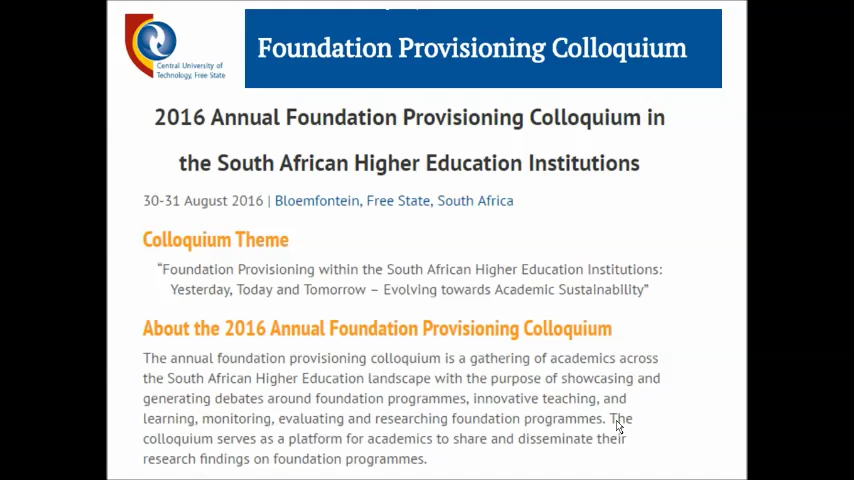 Central University of
Technology, Free State
Foundation Provisioning Colloquium
2016 Annual Foundation Provisioning Colloquium in
the South African Higher Education Institutions
30-31 August 2016 | Bloemfontein, Free State, South Africa
Colloquium Theme
“Foundation Provisioning within the South African Higher Education Institutions:
Yesterday, Today and Tomorrow – Evolving towards Academic Sustainability”
About the 2016 Annual Foundation Provisioning Colloquium
The annual foundation provisioning colloquium is a gathering of academics across
the South African Higher Education landscape with the purpose of showcasing and
generating debates around foundation programmes, innovative teaching, and
learning, monitoring, evaluating and researching foundation programmes. The
colloquium serves as a platform for academics to share and disseminate their
research findings on foundation programmes.